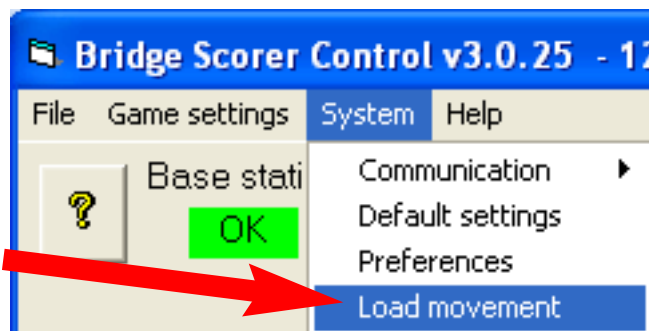 Bridge Scorer Control v3.0.25 - 12
File Game settings System Help
Base stati
?
OK
Communication
Default settings
Preferences
Load movement